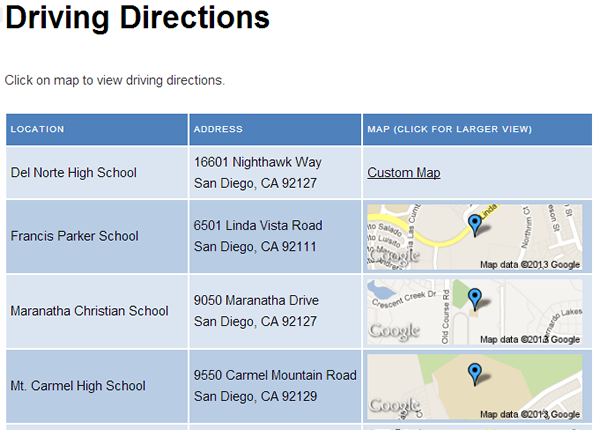 Driving Directions
Click on map to view driving directions.
LOCATION ADDRESS MAP (CLICK FOR LARGER VIEW)
Del Norte High School
16601 Nighthawk Way
San Diego, CA 92127
Custom Map
Francis Parker School
6501 Linda Vista Road
San Diego, CA 92111
Linda
Salado
Luisito
Northrim Ct
Google
Map data ©2013 Google
Maranatha Christian School
9050 Maranatha Drive
San Diego, CA 92127
Crescent Creek Dr
Old Course Rd
Bernardo Lakes
Google
Map data ©2013 Google
Mt. Carmel High School
9550 Carmel Mountain Road
San Diego, CA 92129
Google
Map data ©2013 Google